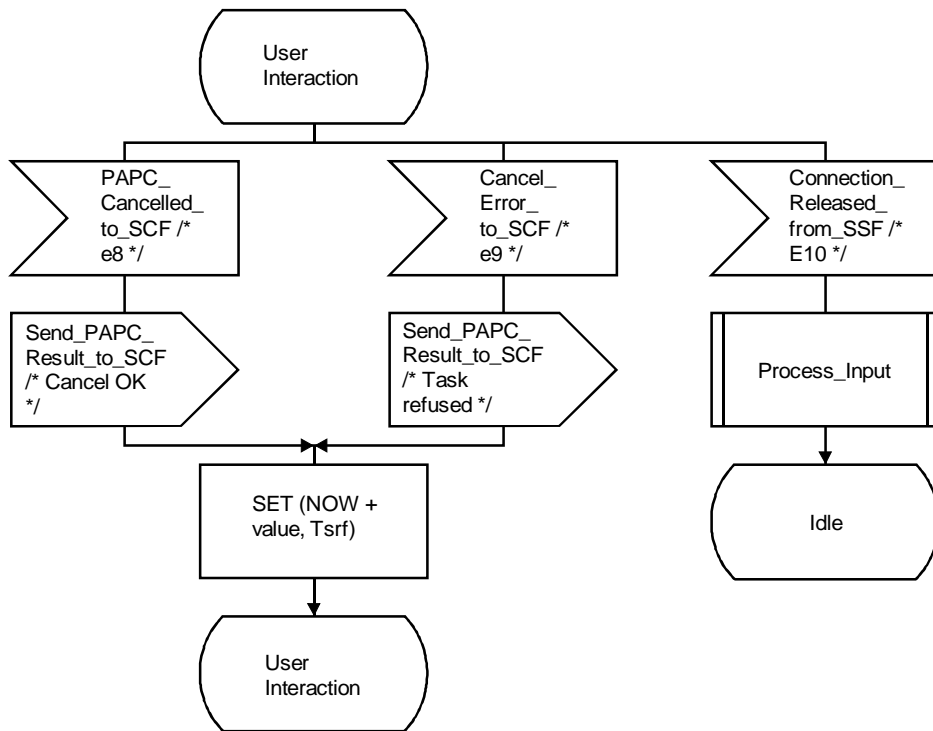 User
Interaction
PAPC_
Cancelled_
to_SCF /*
e8 */
Cancel_
Error_
to_SCF /*
e9 */
Connection_
Released_
from_SSF /*
E10 */
Send_PAPC_
Result_to_SCF
/* Cancel OK
*/
Send_PAPC_
Result_to_SCF
/* Task
refused */
Process_Input
SET (NOW +
value, Tsrf)
Idle
User
Interaction